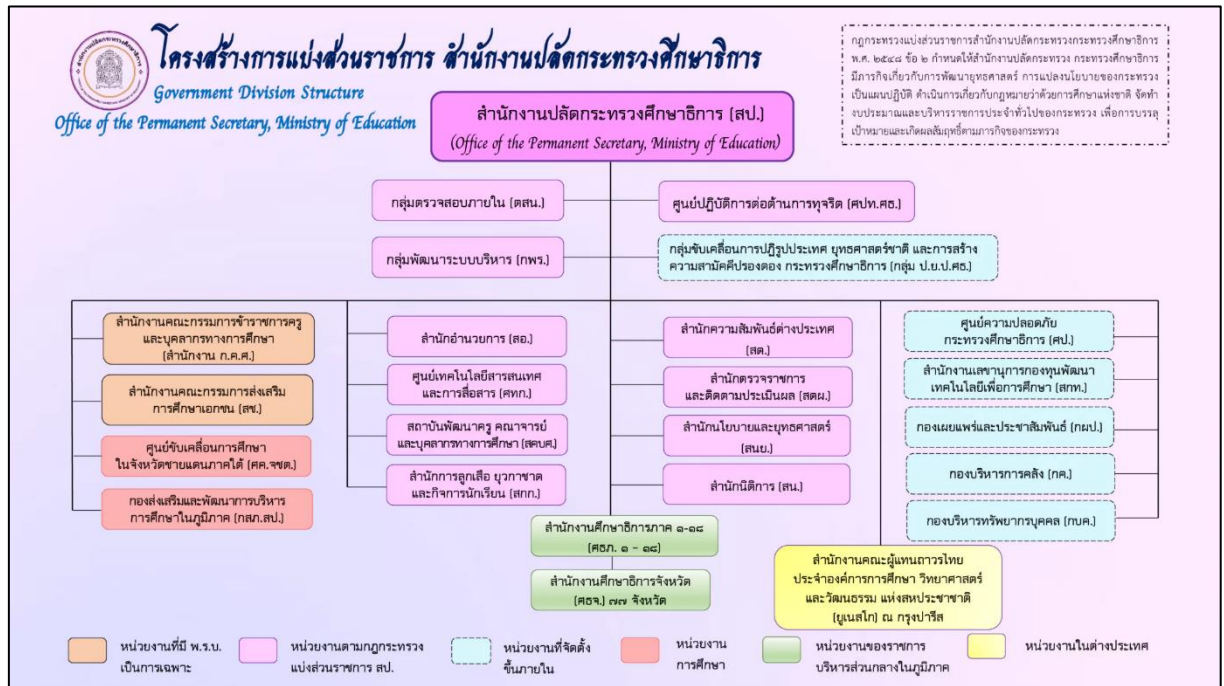 โครงสร้างการแบ่งส่วนราชการ สำนักงานปลัดกระทรวงศึกษาธิการ
Government Division Structure
Office of the Permanent Secretary, Ministry of Education
กฎกระทรวงแบ่งส่วนราชการสำนักงานปลัดกระทรวงกระทรวงศึกษาธิการ
พ.ศ. ๒๕๔๘ ข้อ ๒ กำหนดให้สำนักงานปลัดกระทรวง กระทรวงศึกษาธิการ
มีภารกิจเกี่ยวกับการพัฒนายุทธศาสตร์ การแปลงนโยบายของกระทรวง
เป็นแผนปฏิบัติ ดำเนินการเกี่ยวกับกฎหมายว่าด้วยการศึกษาแห่งชาติ จัดทำ
งบประมาณและบริหารราชการประจำทั่วไปของกระทรวง เพื่อการบรรลุ
เป้าหมายและเกิดผลสัมฤทธิ์ตามภารกิจของกระทรวง
สำนักงานปลัดกระทรวงศึกษาธิการ (สป.)
(Office of the Permanent Secretary, Ministry of Education)
กลุ่มตรวจสอบภายใน (ตสน.)
ศูนย์ปฏิบัติการต่อต้านการทุจริต (ศปท.ศธ.)
กลุ่มพัฒนาระบบบริหาร (กพร.)
กลุ่มขับเคลื่อนการปฏิรูปประเทศ ยุทธศาสตร์ชาติ และการสร้าง
ความสามัคคีปรองดอง กระทรวงศึกษาธิการ (กลุ่ม ป.ย.ป.ศธ.)
สำนักงานคณะกรรมการข้าราชการครู
และบุคลากรทางการศึกษา
(สำนักงาน ก.ค.ศ.)
สำนักงานคณะกรรมการส่งเสริม
การศึกษาเอกชน (สช.)
ศูนย์ขับเคลื่อนการศึกษา
ในจังหวัดชายแดนภาคใต้ (ศค.จชต.)
กองส่งเสริมและพัฒนาการบริหาร
การศึกษาในภูมิภาค (กสภ.สป.)
สำนักอำนวยการ (สอ.)
ศูนย์เทคโนโลยีสารสนเทศ
และการสื่อสาร (ศทก.)
สถาบันพัฒนาครู คณาจารย์
และบุคลากรทางการศึกษา (สคบศ.)
สำนักการลูกเสือ ยุวกาชาด
และกิจการนักเรียน (สกก.)
สำนักความสัมพันธ์ต่างประเทศ
(สต.)
สำนักตรวจราชการ
และติดตามประเมินผล (สตผ.)
สำนักนโยบายและยุทธศาสตร์
(สนย.)
สำนักนิติการ (สน.)
ศูนย์ความปลอดภัย
กระทรวงศึกษาธิการ (ศป.)
สำนักงานเลขานุการกองทุนพัฒนา
เทคโนโลยีเพื่อการศึกษา (สกท.)
กองเผยแพร่และประชาสัมพันธ์ (กผป.)
กองบริหารการคลัง (กค.)
กองบริหารทรัพยากรบุคคล (กบค.)
สำนักงานศึกษาธิการภาค ๑-๑๘
(ศธภ. ๑ - ๑๘)
สำนักงานศึกษาธิการจังหวัด
(ศธจ.) ๗๗ จังหวัด
สำนักงานคณะผู้แทนถาวรไทย
ประจำองค์การการศึกษา วิทยาศาสตร์
และวัฒนธรรม แห่งสหประชาชาติ
(ยูเนสโก) ณ กรุงปารีส
หน่วยงานที่มี พ.ร.บ.
เป็นการเฉพาะ
หน่วยงานตามกฎกระทรวง
แบ่งส่วนราชการ สป.
หน่วยงานที่จัดตั้ง
ขึ้นภายใน
หน่วยงาน
การศึกษา
หน่วยงานของราชการ
บริหารส่วนกลางในภูมิภาค
หน่วยงานในต่างประเทศ